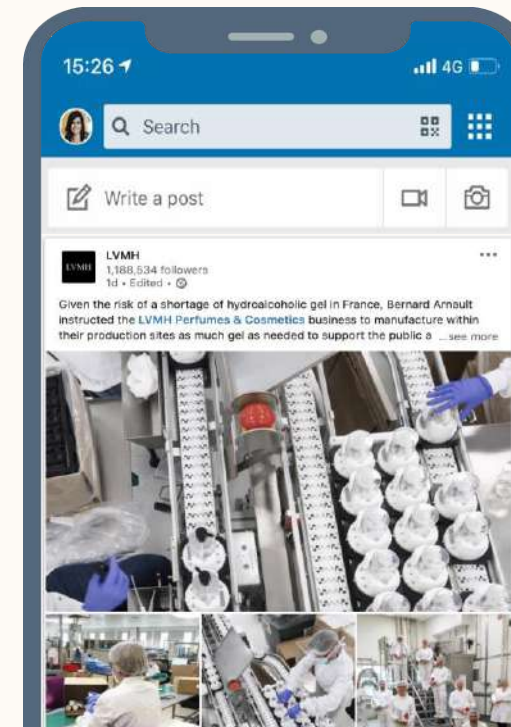 15:26
4G
Search
Write a post
LVMH
LVMH
1,188,534 followers
1d • Edited •
Given the risk of a shortage of hydroalcoholic gel in France, Bernard Arnault
instructed the LVMH Perfumes & Cosmetics business to manufacture within
their production sites as much gel as needed to support the public a ...see more